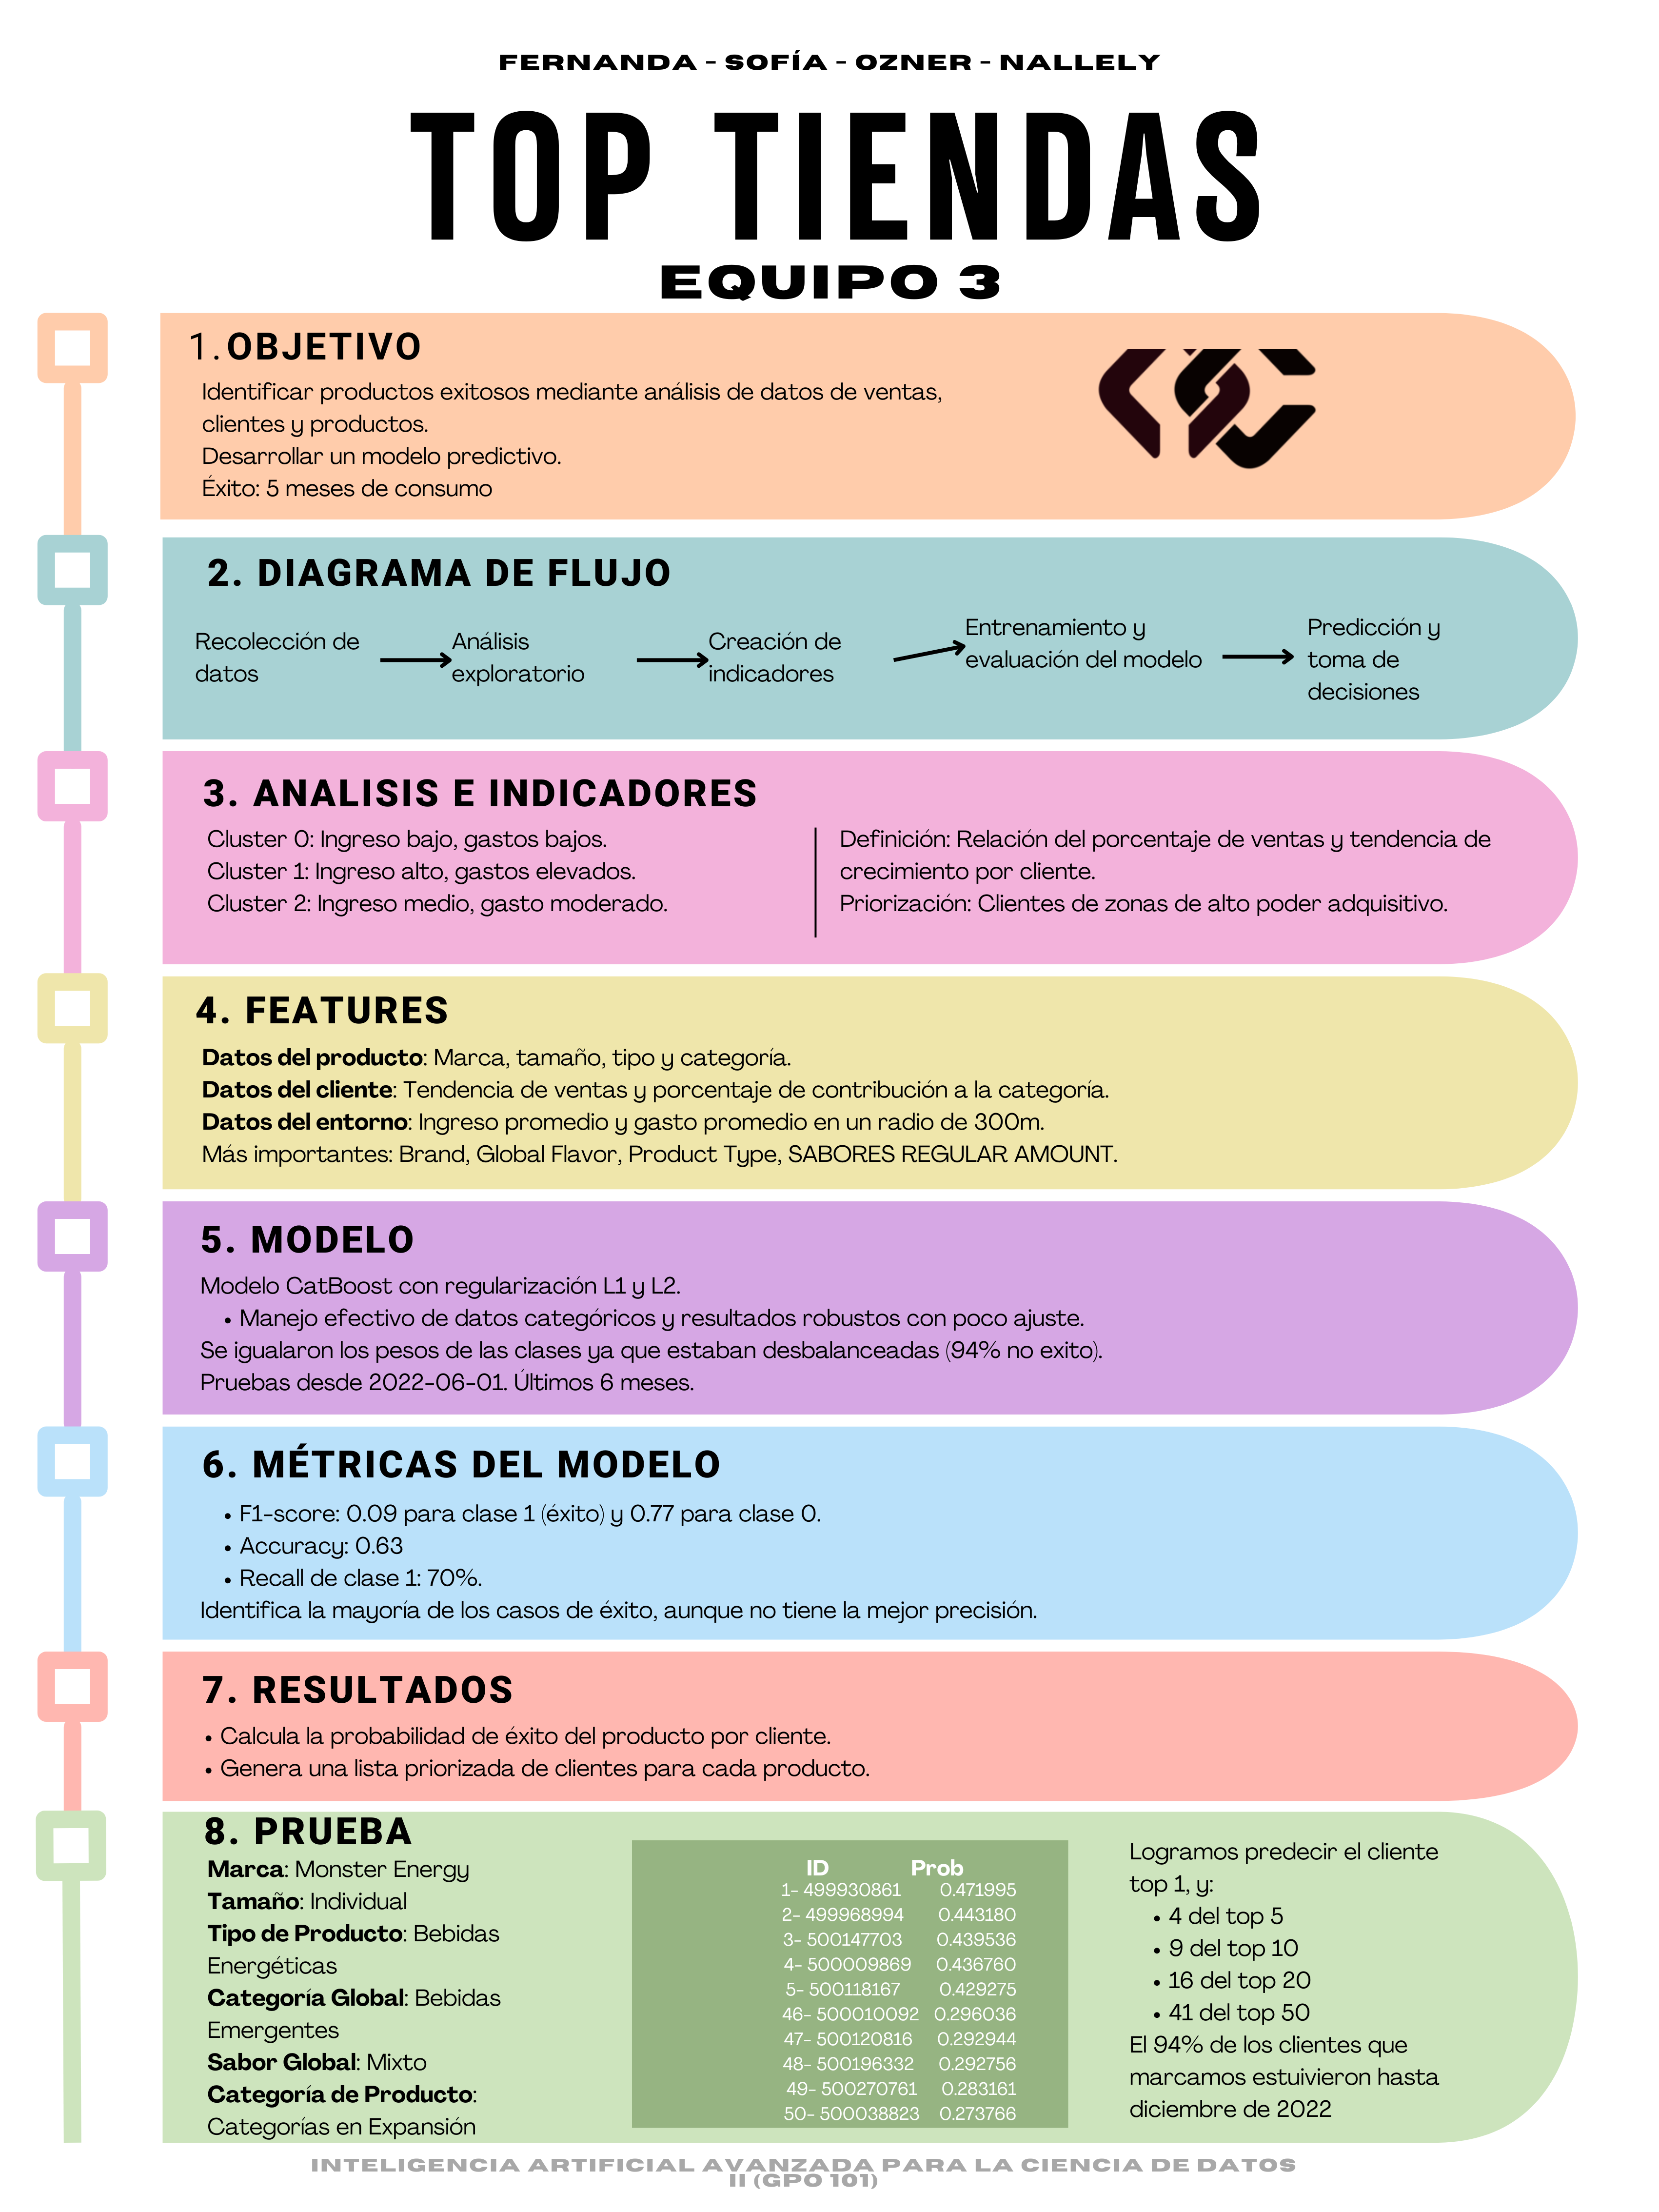 FERNANDA - SOFÍA - OZNER - NALLELY
TOP TIENDAS
EQUIPO 3
1. OBJETIVO
Identificar productos exitosos mediante análisis de datos de ventas,
clientes y productos.
Desarrollar un modelo predictivo.
Éxito: 5 meses de consumo
2. DIAGRAMA DE FLUJO
Recolección de
datos
Análisis
exploratorio
Creación de
indicadores
Entrenamiento y
evaluación del modelo
Predicción y
toma de
decisiones
3. ANALISIS E INDICADORES
Cluster 0: Ingreso bajo, gastos bajos.
Cluster 1: Ingreso alto, gastos elevados.
Cluster 2: Ingreso medio, gasto moderado.
Definición: Relación del porcentaje de ventas y tendencia de
crecimiento por cliente.
Priorización: Clientes de zonas de alto poder adquisitivo.
4. FEATURES
Datos del producto: Marca, tamaño, tipo y categoría.
Datos del cliente: Tendencia de ventas y porcentaje de contribución a la categoría.
Datos del entorno: Ingreso promedio y gasto promedio en un radio de 300m.
Más importantes: Brand, Global Flavor, Product Type, SABORES REGULAR AMOUNT.
5. MODELO
Modelo CatBoost con regularización L1 y L2.
• Manejo efectivo de datos categóricos y resultados robustos con poco ajuste.
Se igualaron los pesos de las clases ya que estaban desbalanceadas (94% no exito).
Pruebas desde 2022-06-01. Últimos 6 meses.
6. MÉTRICAS DEL MODELO
• F1-score: 0.09 para clase 1 (éxito) y 0.77 para clase 0.
• Accuracy: 0.63
• Recall de clase 1: 70%.
Identifica la mayoría de los casos de éxito, aunque no tiene la mejor precisión.
7. RESULTADOS
• Calcula la probabilidad de éxito del producto por cliente.
• Genera una lista priorizada de clientes para cada producto.
8. PRUEBA
Marca: Monster Energy
Tamaño: Individual
Tipo de Producto: Bebidas
Energéticas
Categoría Global: Bebidas
Emergentes
Sabor Global: Mixto
Categoría de Producto:
Categorías en Expansión
ID Prob
1- 499930861 0.471995
2- 499968994 0.443180
3- 500147703 0.439536
4- 500009869 0.436760
5- 500118167 0.429275
46- 500010092 0.296036
47- 500120816 0.292944
48- 500196332 0.292756
49- 500270761 0.283161
50- 500038823 0.273766
Logramos predecir el cliente
top 1, y:
• 4 del top 5
• 9 del top 10
• 16 del top 20
• 41 del top 50
El 94% de los clientes que
marcamos estuivieron hasta
diciembre de 2022
INTELIGENCIA ARTIFICIAL AVANZADA PARA LA CIENCIA DE DATOS
II (GPO 101)